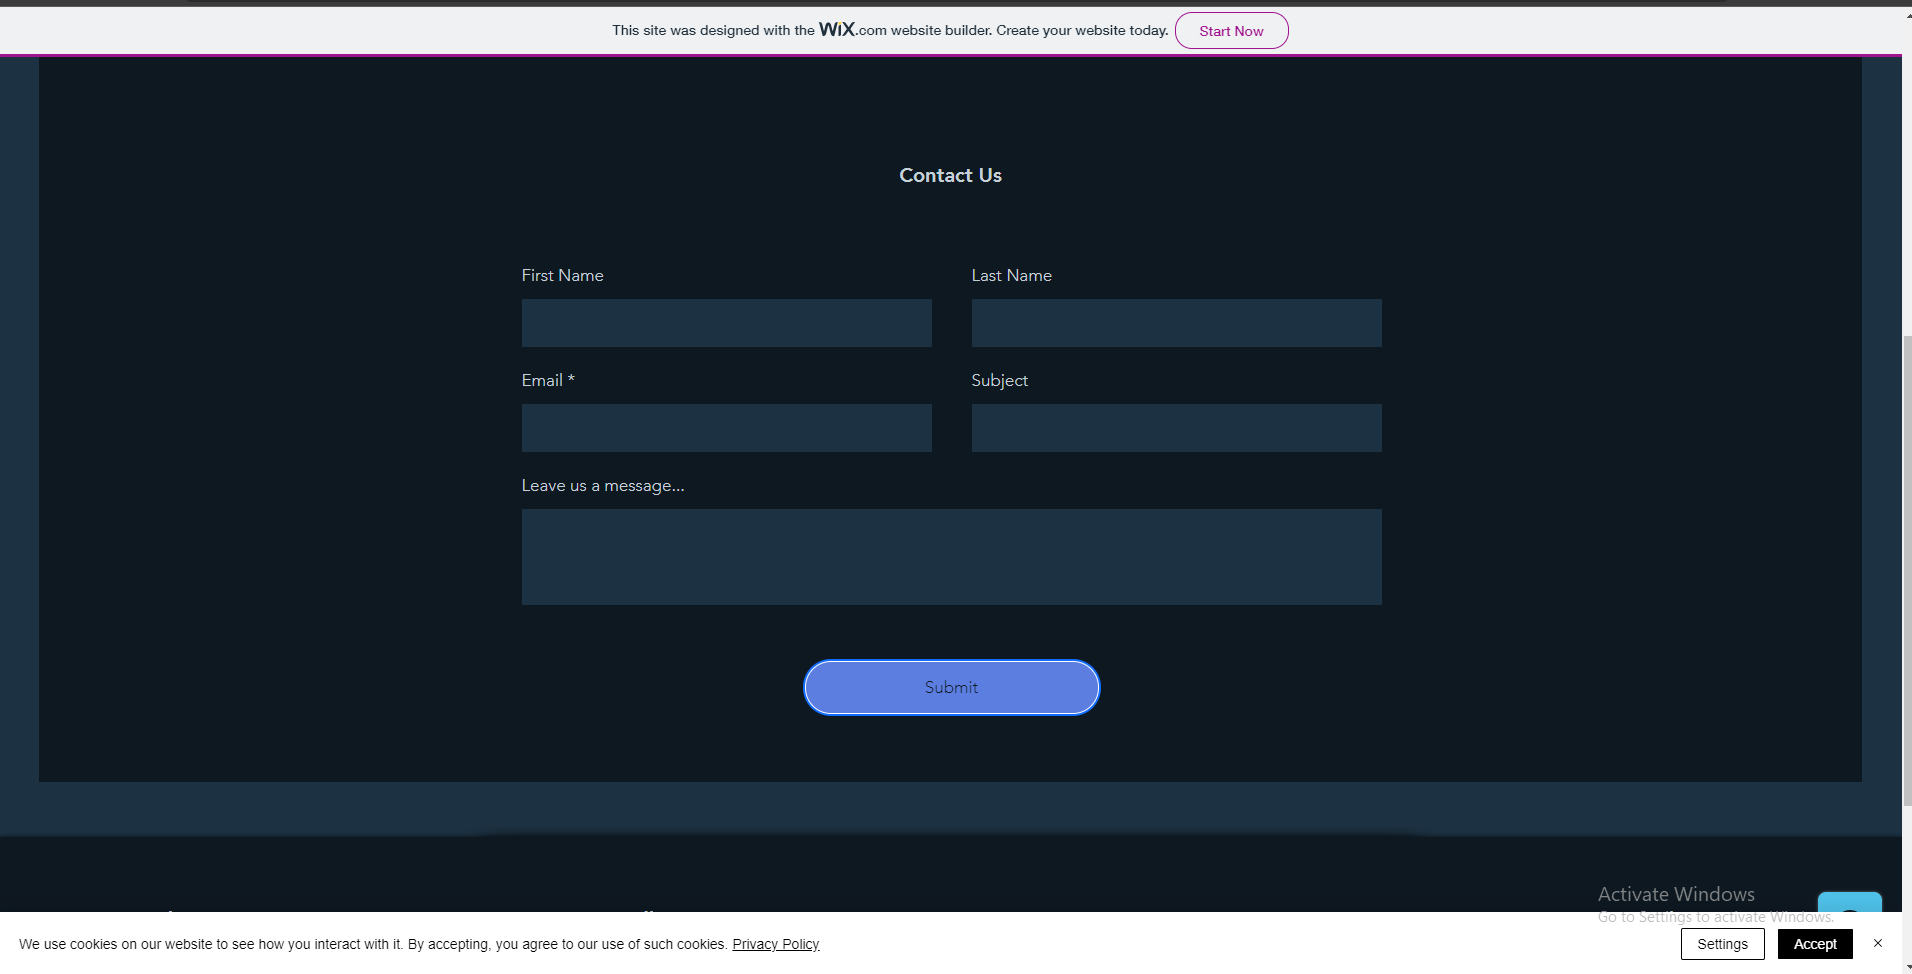 This site was designed with the WiX.com website builder. Create your website today. Start Now
Contact Us
First Name Last Name
Email * Subject
Leave us a message...
Submit
Activate Windows
Go to Settings to activate Windows.
We use cookies on our website to see how you interact with it. By accepting, you agree to our use of such cookies. Privacy Policy Settings Accept ×